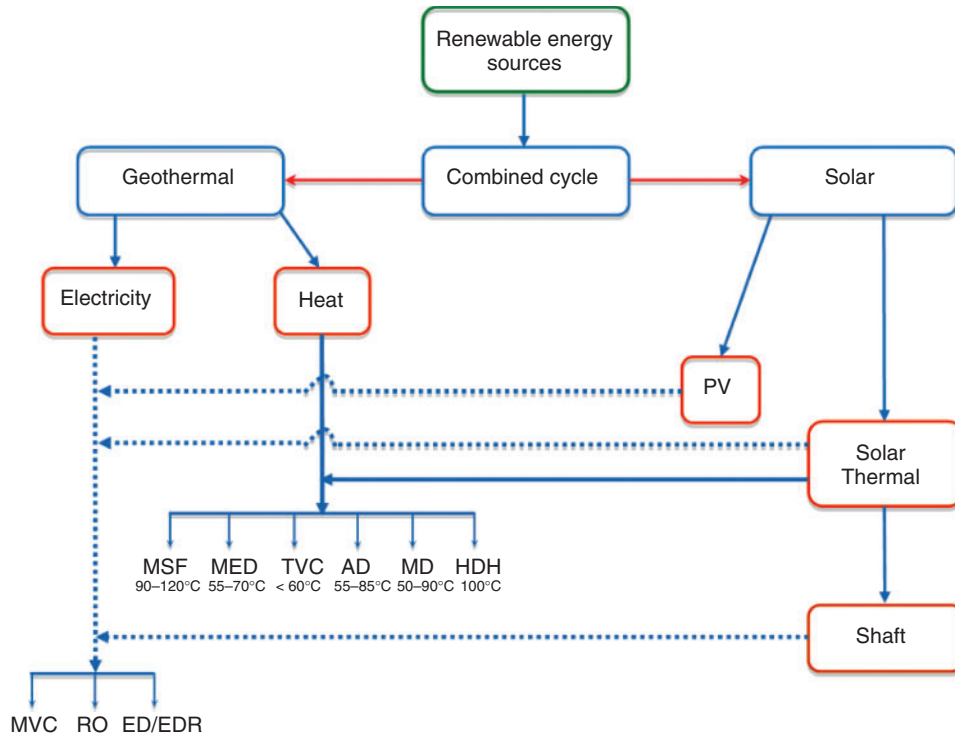 Renewable energy
sources
Geothermal
Combined cycle
Solar
Electricity
Heat
PV
Solar
Thermal
MSF MED TVC AD MD HDH
90–120°C 55–70°C < 60°C 55–85°C 50–90°C 100°C
Shaft
MVC RO ED/EDR